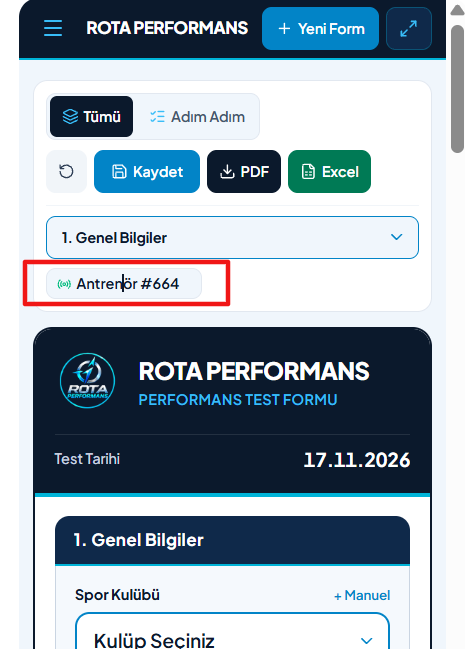 ROTA PERFORMANS
+ Yeni Form
Tümü
Adım Adım
Kaydet
PDF
Excel
1. Genel Bilgiler
Antrenör #664
ROTA
PERFORMANS
ROTA PERFORMANS
PERFORMANS TEST FORMU
Test Tarihi
17.11.2026
1. Genel Bilgiler
Spor Kulübü
+ Manuel
Kulüp Seçiniz